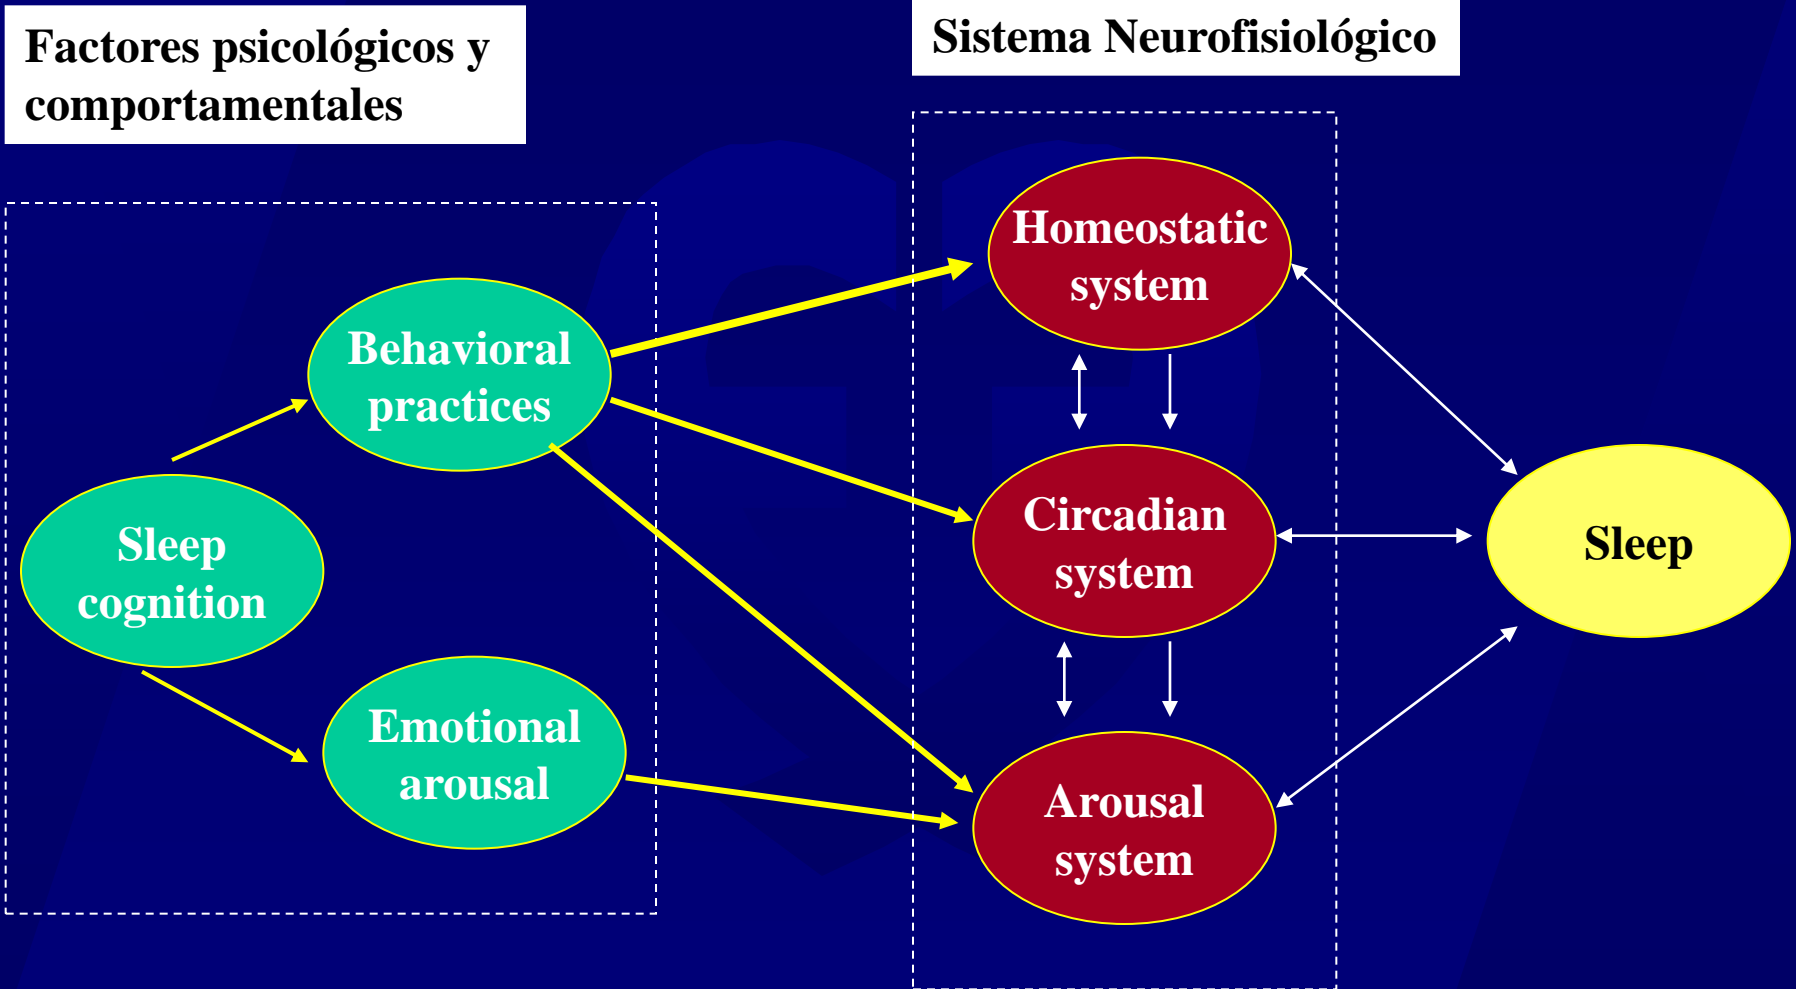 Factores psicológicos y
comportamentales
Sistema Neurofisiológico
Homeostatic
system
Behavioral
practices
Circadian
system
Sleep
Sleep
cognition
Emotional
arousal
Arousal
system